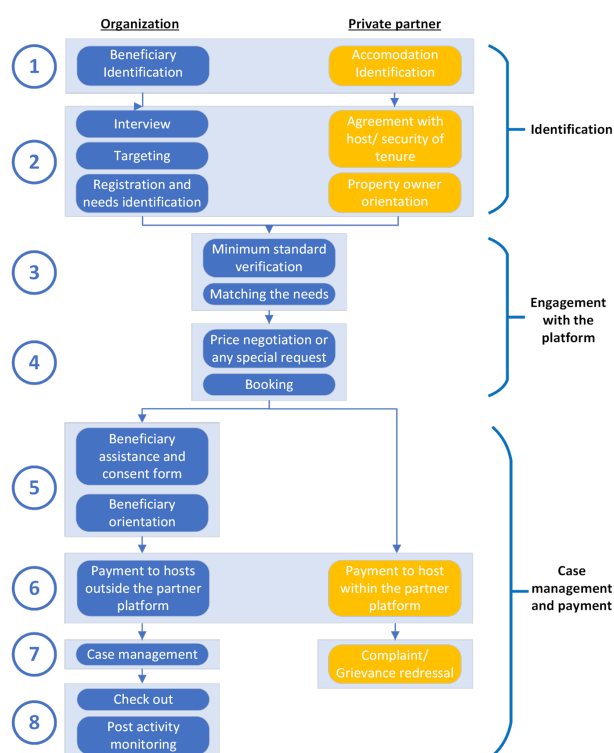 Organization
Private partner
1
Beneficiary
Identification
Accomodation
Identification
2
Interview
Targeting
Registration and
needs identification
Agreement with
host/ security of
tenure
Property owner
orientation
Identification
3
Minimum standard
verification
Matching the needs
4
Price negotiation or
any special request
Booking
Engagement
with the
platform
5
Beneficiary
assistance and
consent form
Beneficiary
orientation
6
Payment to hosts
outside the partner
platform
Payment to host
within the partner
platform
7
Case management
Complaint/
Grievance redressal
8
Check out
Post activity
monitoring
Case
management
and payment